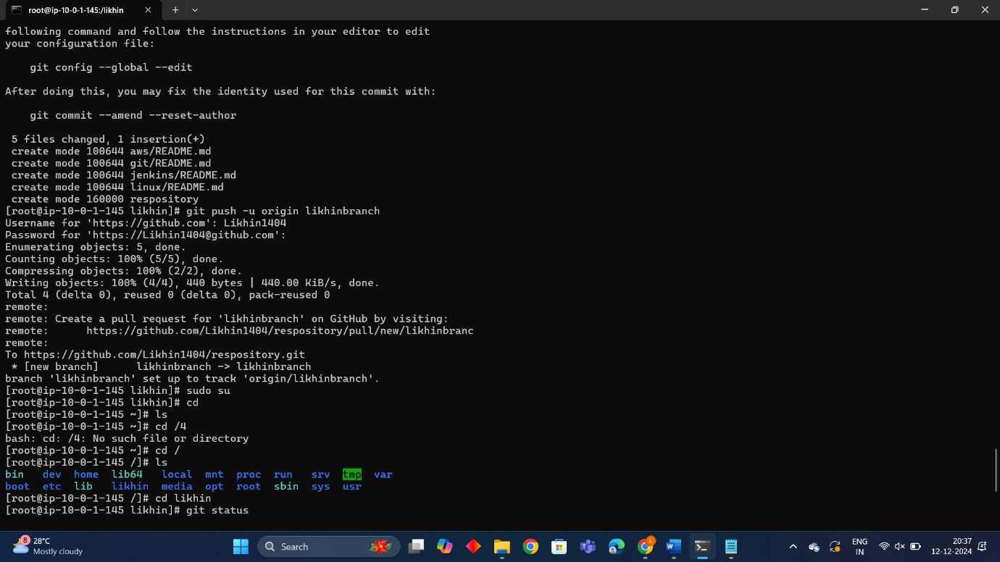 root@ip-10-0-1-145:/likhin
following command and follow the instructions in your editor to edit
your configuration file:
    git config --global --edit
After doing this, you may fix the identity used for this commit with:
    git commit --amend --reset-author
 5 files changed, 1 insertion(+)
 create mode 100644 aws/README.md
 create mode 100644 git/README.md
 create mode 100644 jenkins/README.md
 create mode 100644 linux/README.md
 create mode 160000 respository
[root@ip-10-0-1-145 likhin]# git push -u origin likhinbranch
Username for 'https://github.com': Likhin1404
Password for 'https://Likhin1404@github.com':
Enumerating objects: 5, done.
Counting objects: 100% (5/5), done.
Compressing objects: 100% (2/2), done.
Writing objects: 100% (4/4), 440 bytes | 440.00 KiB/s, done.
Total 4 (delta 0), reused 0 (delta 0), pack-reused 0
remote:
remote: Create a pull request for 'likhinbranch' on GitHub by visiting:
remote:      https://github.com/Likhin1404/respository/pull/new/likhinbranc
remote:
To https://github.com/Likhin1404/respository.git
 * [new branch]      likhinbranch -> likhinbranch
branch 'likhinbranch' set up to track 'origin/likhinbranch'.
[root@ip-10-0-1-145 likhin]# sudo su
[root@ip-10-0-1-145 likhin]# cd
[root@ip-10-0-1-145 ~]# ls
[root@ip-10-0-1-145 ~]# cd /4
bash: cd: /4: No such file or directory
[root@ip-10-0-1-145 ~]# cd /
[root@ip-10-0-1-145 /]# ls
bin   dev  home  lib64   local  mnt  proc  run   srv  tmp  var
boot  etc  lib   likhin  media  opt  root  sbin  sys  usr
[root@ip-10-0-1-145 /]# cd likhin
[root@ip-10-0-1-145 likhin]# git status
8 28°C
Mostly cloudy
Search
L
W
ENG
IN
20:37
12-12-2024